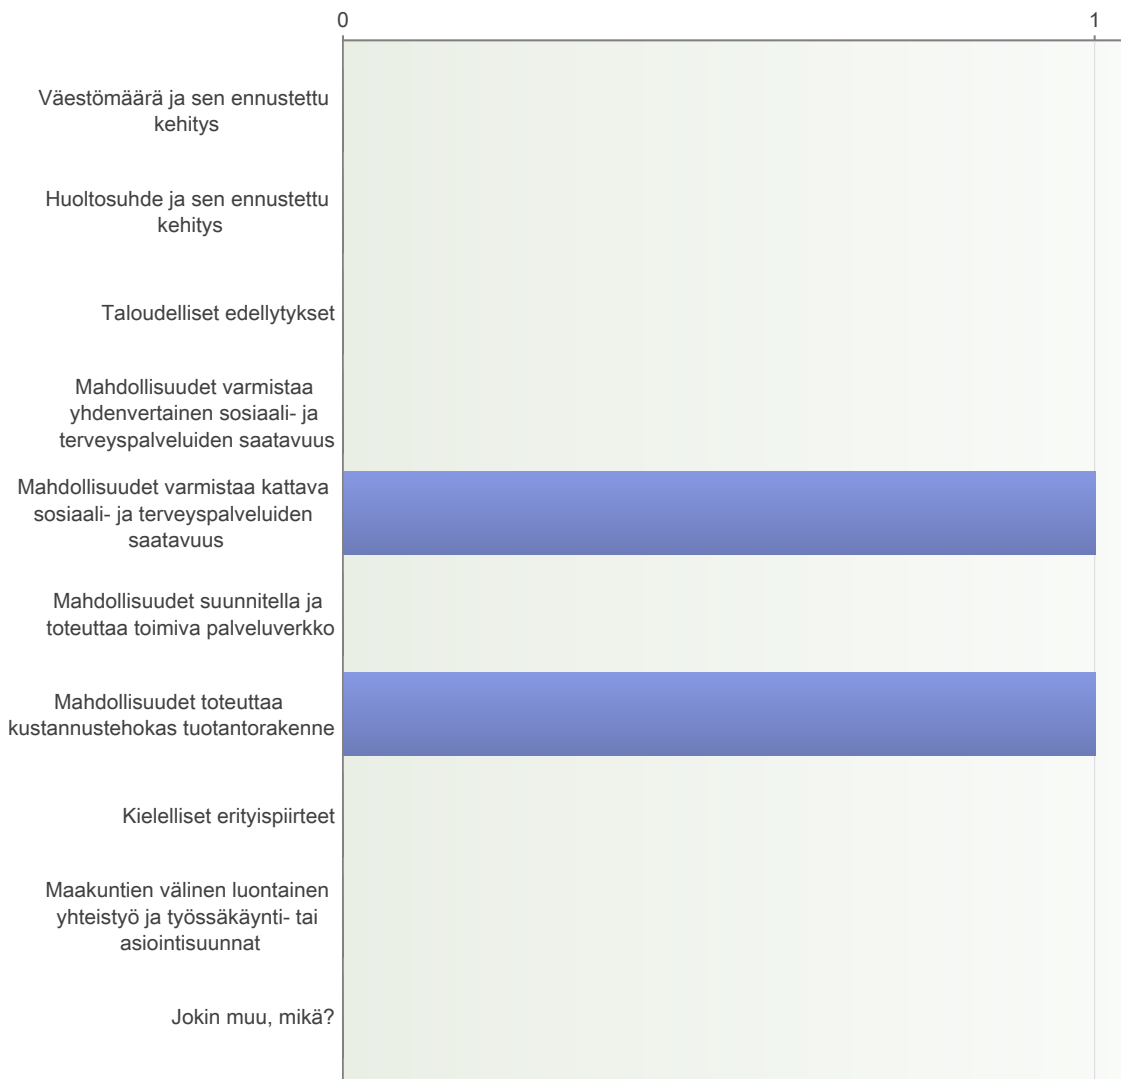 0 1
Väestömäärä ja sen ennustettu
kehitys
Huoltosuhde ja sen ennustettu
kehitys
Taloudelliset edellytykset
Mahdollisuudet varmistaa
yhdenvertainen sosiaali- ja
terveyspalveluiden saatavuus
Mahdollisuudet varmistaa kattava
sosiaali- ja terveyspalveluiden
saatavuus
Mahdollisuudet suunnitella ja
toteuttaa toimiva palveluverkko
Mahdollisuudet toteuttaa
kustannustehokas tuotantorakenne
Kielelliset erityispiirteet
Maakuntien välinen luontainen
yhteistyö ja työssäkäynti- tai
asiointisuunnat
Jokin muu, mikä?